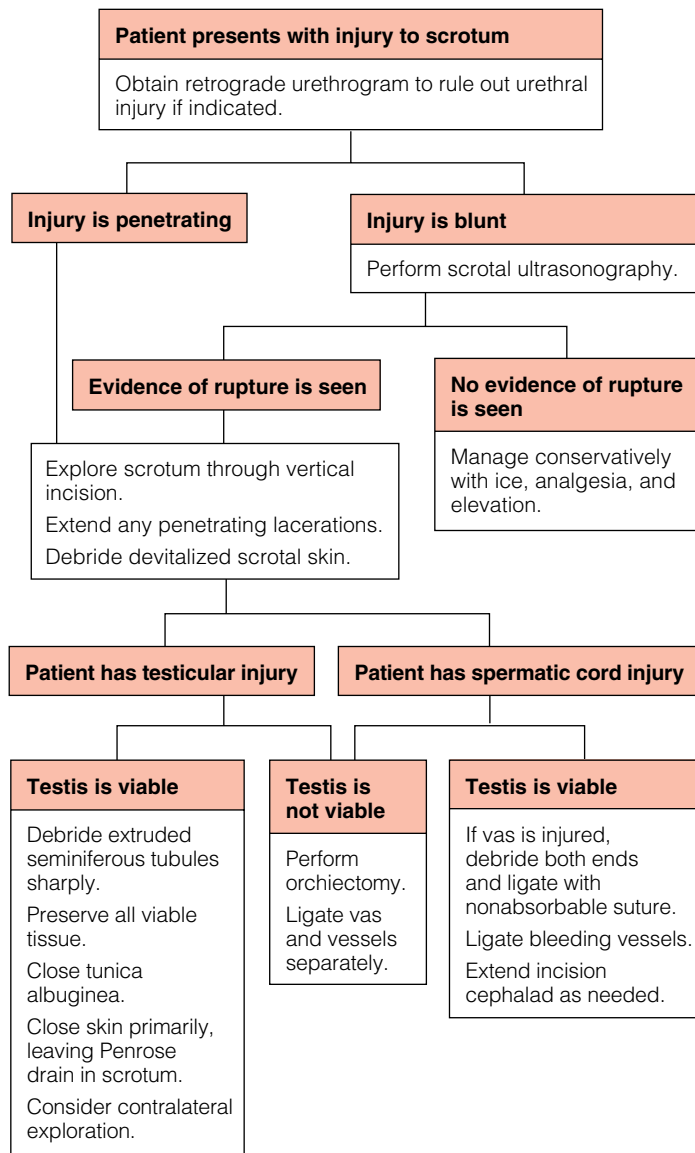 Patient presents with injury to scrotum
Obtain retrograde urethrogram to rule out urethral
injury if indicated.
Injury is penetrating
Injury is blunt
Perform scrotal ultrasonography.
Evidence of rupture is seen
No evidence of rupture
is seen
Manage conservatively
with ice, analgesia, and
elevation.
Explore scrotum through vertical
incision.
Extend any penetrating lacerations.
Debride devitalized scrotal skin.
Patient has testicular injury
Patient has spermatic cord injury
Testis is viable
Debride extruded
seminiferous tubules
sharply.
Preserve all viable
tissue.
Close tunica
albuginea.
Close skin primarily,
leaving Penrose
drain in scrotum.
Consider contralateral
exploration.
Testis is
not viable
Perform
orchiectomy.
Ligate vas
and vessels
separately.
Testis is viable
If vas is injured,
debride both ends
and ligate with
nonabsorbable suture.
Ligate bleeding vessels.
Extend incision
cephalad as needed.